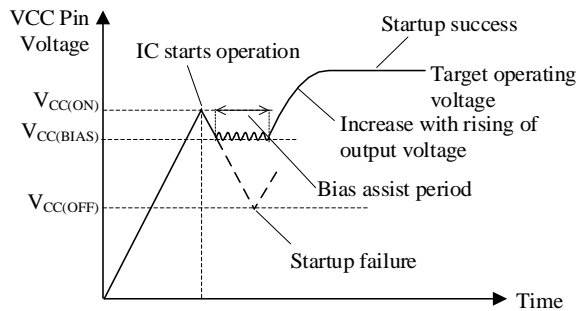 VCC Pin
Voltage
Startup success
IC starts operation
Target operating
voltage
VCC(ON)
Increase with rising of
output voltage
VCC(BIAS)
Bias assist period
VCC(OFF)
Startup failure
Time